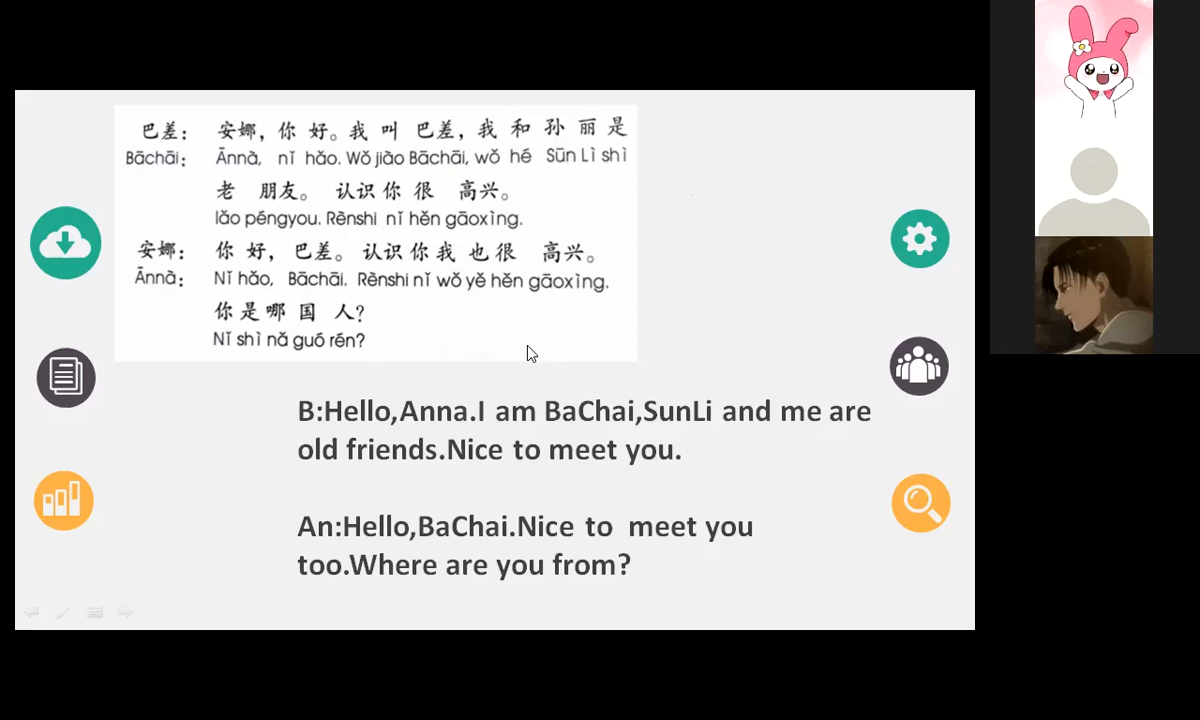 巴差： 安娜，你 好。我 叫 巴差，我 和 孙 丽 是
Bāchāi： Ānnà, nǐ hǎo. Wǒ jiào Bāchāi, wǒ hé Sūn Lì shì
老 朋友。 认识 你 很 高兴。
lǎo péngyou. Rènshi nǐ hěn gāoxìng.
安娜： 你 好，巴差。 认识 你 我 也 很 高兴。
Ānnà： Nǐ hǎo, Bāchāi. Rènshi nǐ wǒ yě hěn gāoxìng.
你 是 哪 国 人？
Nǐ shì nǎ guó rén?
B:Hello,Anna.I am BaChai,SunLi and me are
old friends.Nice to meet you.
An:Hello,BaChai.Nice to meet you
too.Where are you from?